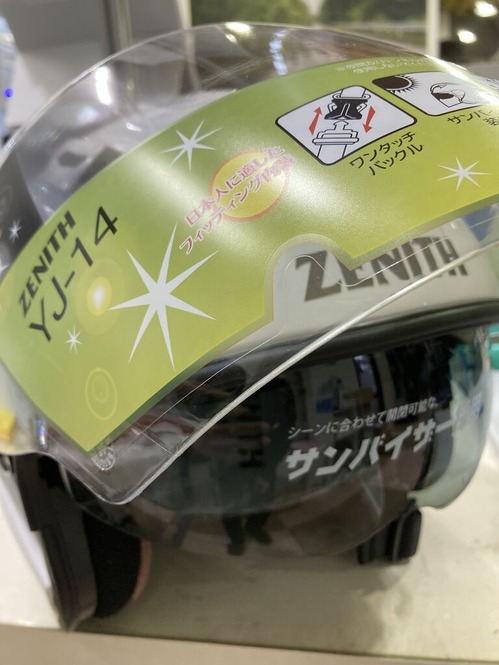 ZENITH
YJ-14
日本人に適した
フィッティング
ワンタッチ
バックル
サンバ
ZENITH
シーンに合わせて開閉可能な
サンバイザー